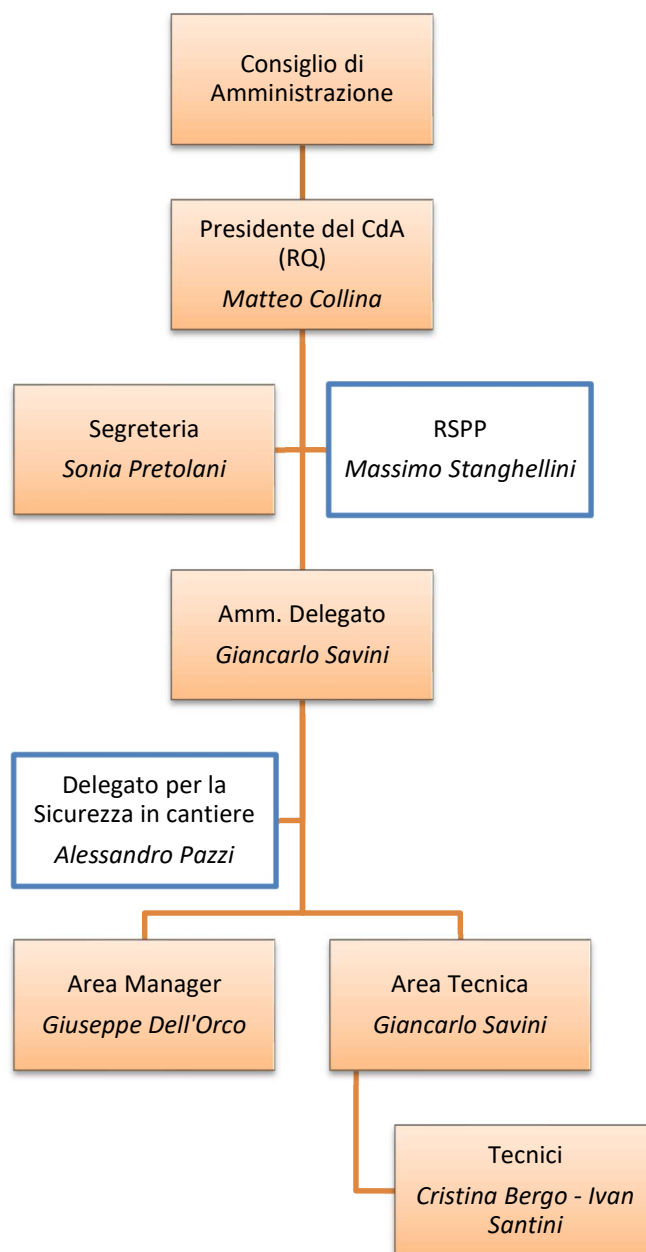 Consiglio di
Amministrazione
Presidente del CdA
(RQ)
Matteo Collina
Segreteria
Sonia Pretolani
RSPP
Massimo Stanghellini
Amm. Delegato
Giancarlo Savini
Delegato per la
Sicurezza in cantiere
Alessandro Pazzi
Area Manager
Giuseppe Dell'Orco
Area Tecnica
Giancarlo Savini
Tecnici
Cristina Bergo - Ivan
Santini